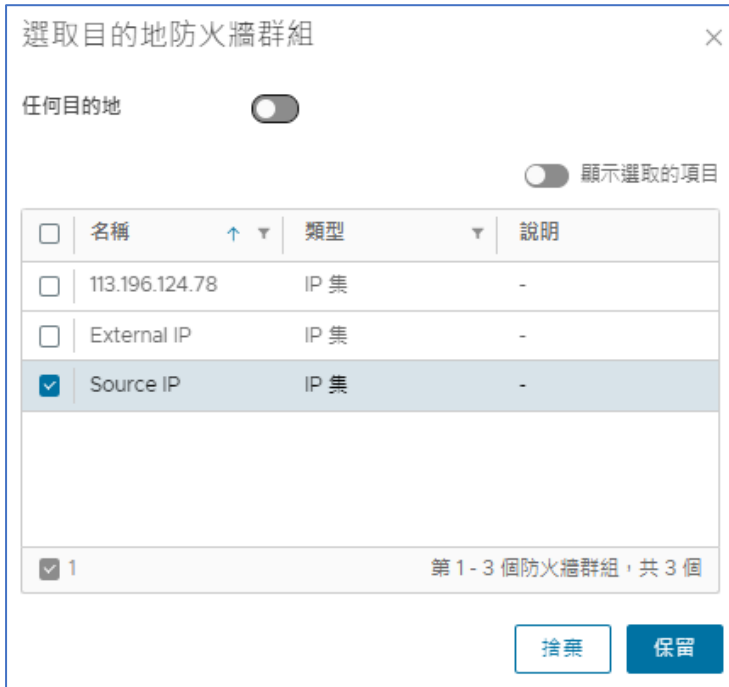 選取目的地防火牆群組
任何目的地
顯示選取的項目
名稱 類型 說明
113.196.124.78 IP 集 -
External IP IP 集 -
Source IP IP 集 -
1 第 1 - 3 個防火牆群組，共 3 個
捨棄 保留